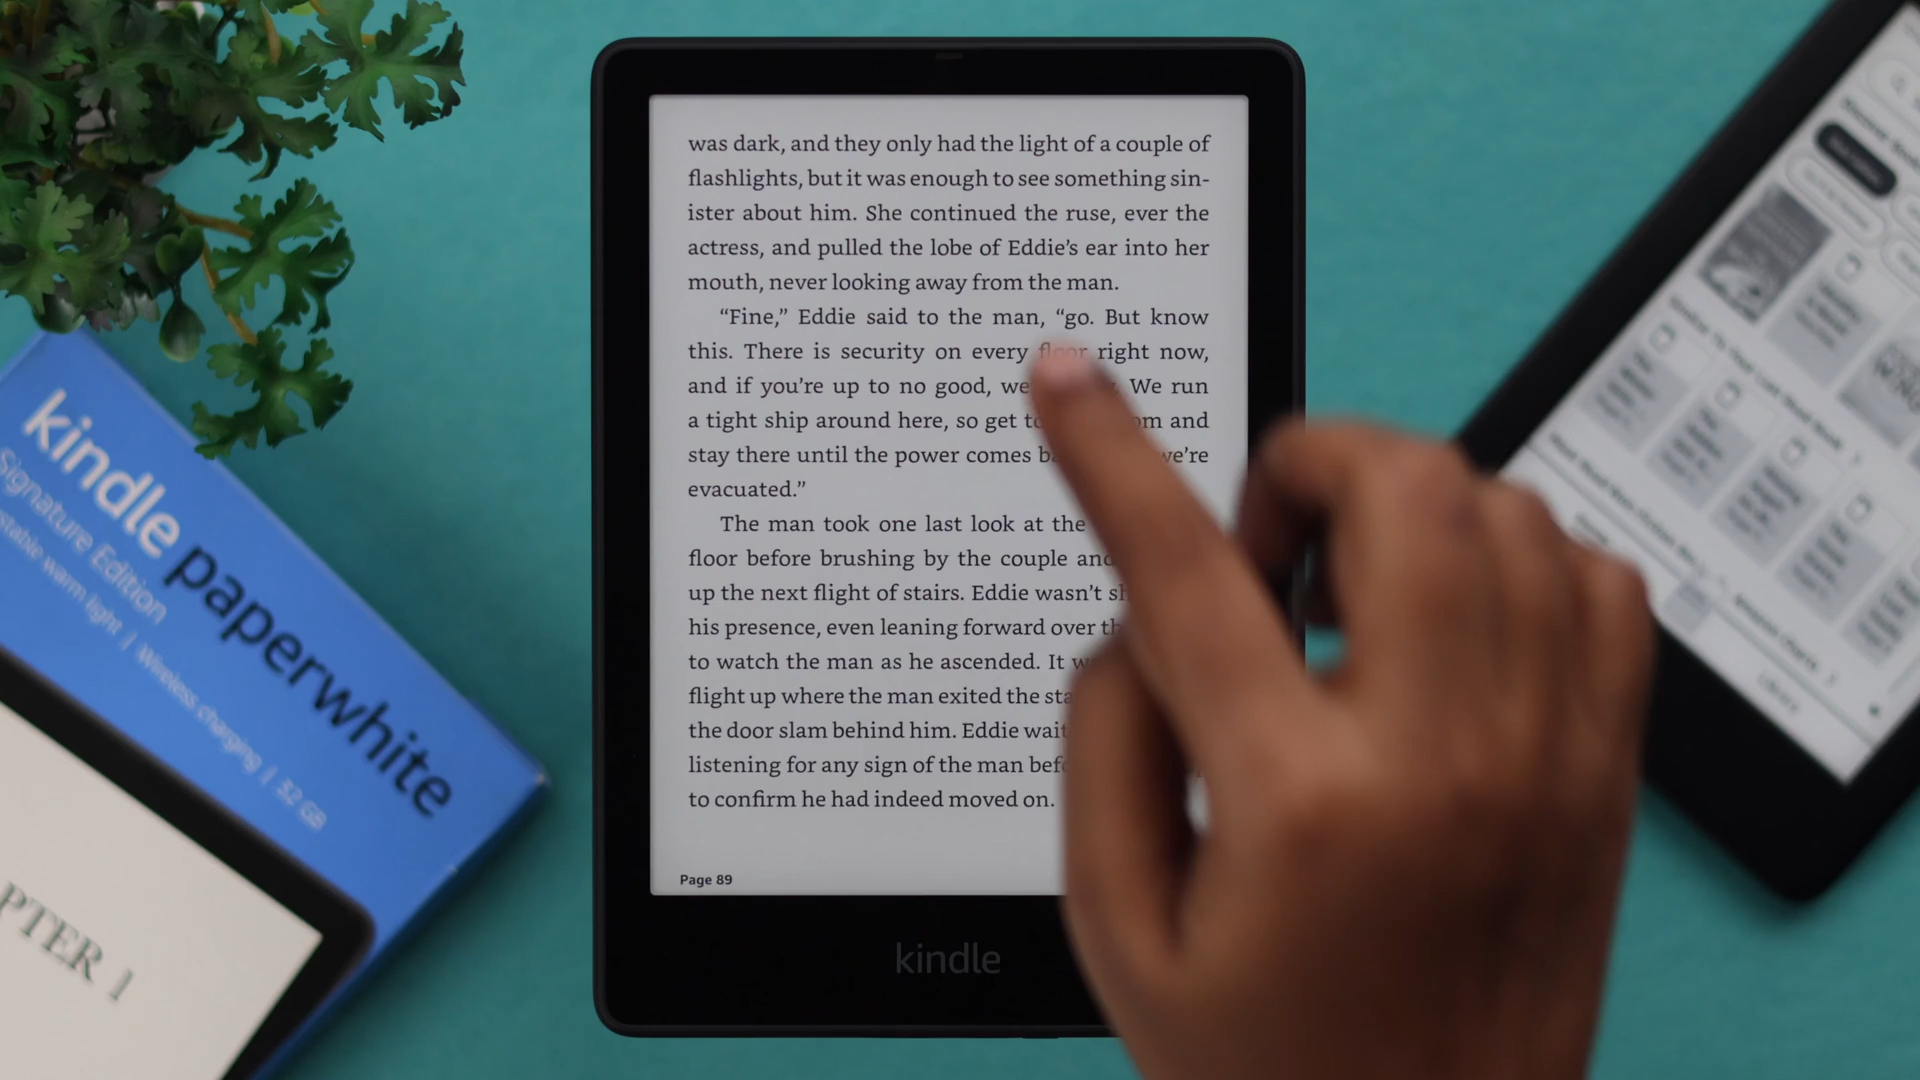 was dark, and they only had the light of a couple of
flashlights, but it was enough to see something sin-
ister about him. She continued the ruse, ever the
actress, and pulled the lobe of Eddie’s ear into her
mouth, never looking away from the man.
“Fine,” Eddie said to the man, “go. But know
this. There is security on every floor right now,
and if you’re up to no good, We run
a tight ship around here, so get and
stay there until the power comes we’re
evacuated.”
The man took one last look at the
floor before brushing by the couple and
up the next flight of stairs. Eddie wasn’t
his presence, even leaning forward over
to watch the man as he ascended. It
flight up where the man exited the
the door slam behind him. Eddie
listening for any sign of the man
to confirm he had indeed moved on.
Page 89
kindle
kindle paperwhite
Signature Edition
warm light | Wireless charging | 32 GB
PTER 1
Similar To Your Last Read Book